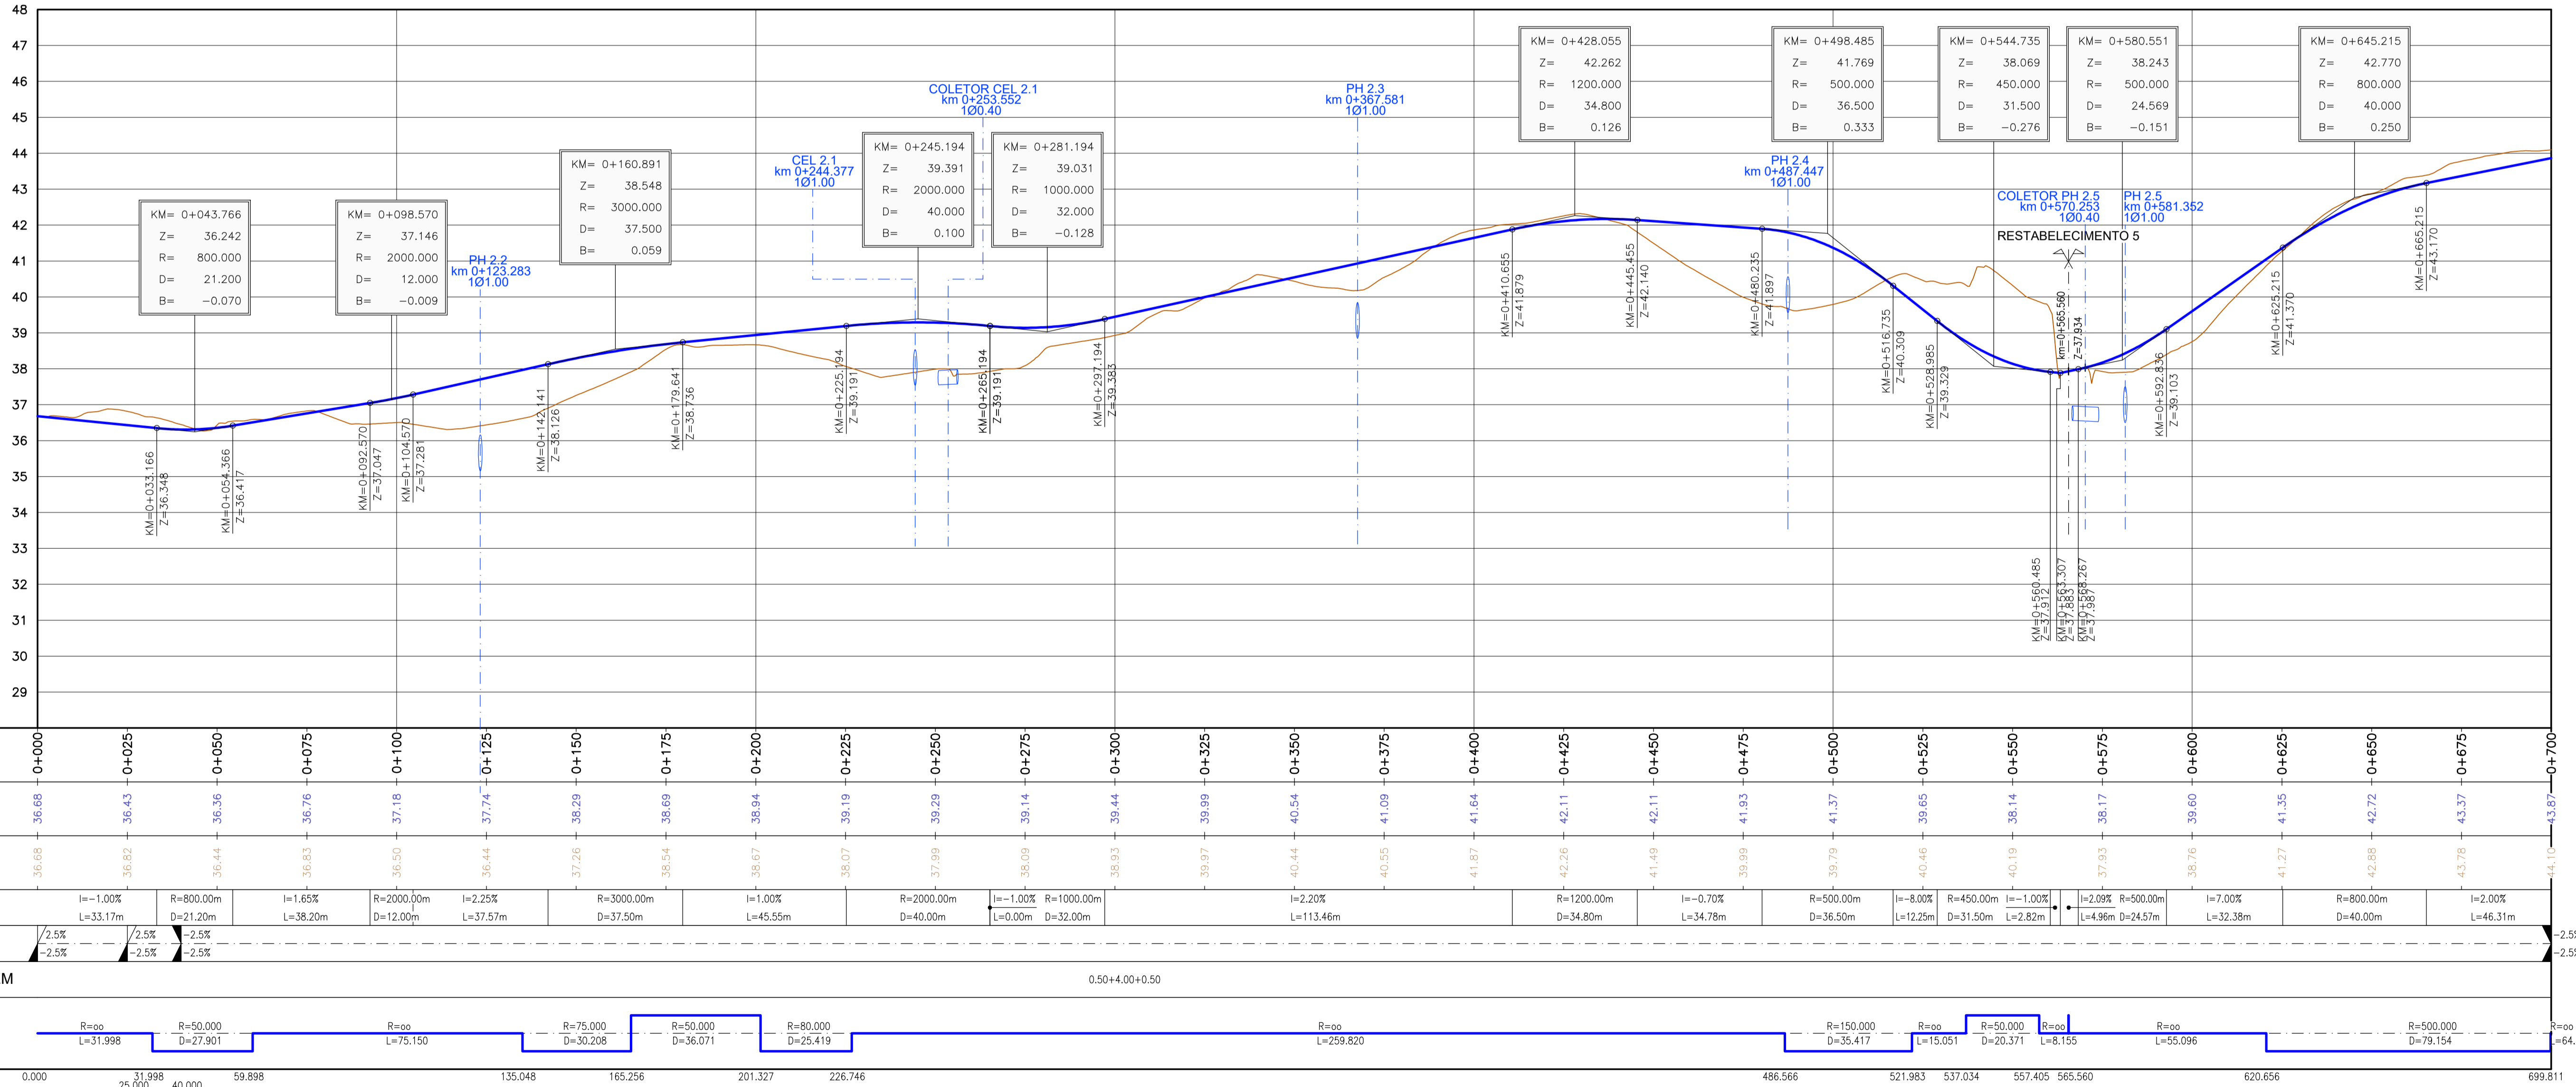 48
47
46
45
44
43
42
41
40
39
38
37
36
35
34
33
32
31
30
29
KM= 0+043.766
Z= 36.242
R= 800.000
D= 21.200
B= −0.070
KM= 0+098.570
Z= 37.146
R= 2000.000
D= 12.000
B= −0.009
KM= 0+160.891
Z= 38.548
R= 3000.000
D= 37.500
B= 0.059
KM= 0+245.194
Z= 39.391
R= 2000.000
D= 40.000
B= 0.100
KM= 0+281.194
Z= 39.031
R= 1000.000
D= 32.000
B= −0.128
KM= 0+428.055
Z= 42.262
R= 1200.000
D= 34.800
B= 0.126
KM= 0+498.485
Z= 41.769
R= 500.000
D= 36.500
B= 0.333
KM= 0+544.735
Z= 38.069
R= 450.000
D= 31.500
B= −0.276
KM= 0+580.551
Z= 38.243
R= 500.000
D= 24.569
B= −0.151
KM= 0+645.215
Z= 42.770
R= 800.000
D= 40.000
B= 0.250
PH 2.2
km 0+123.283
1Ø1.00
CEL 2.1
km 0+244.377
1Ø1.00
COLETOR CEL 2.1
km 0+253.552
1Ø0.40
PH 2.3
km 0+367.581
1Ø1.00
PH 2.4
km 0+487.447
1Ø1.00
COLETOR PH 2.5
km 0+570.253
1Ø0.40
PH 2.5
km 0+581.352
1Ø1.00
RESTABELECIMENTO 5
km=0+565.560
Z=37.934
KM=0+033.166
Z=36.348
KM=0+054.366
Z=36.417
KM=0+092.570
Z=37.047
KM=0+104.570
Z=37.281
KM=0+142.141
Z=38.126
KM=0+179.641
Z=38.736
KM=0+225.194
Z=39.191
KM=0+265.194
Z=39.191
KM=0+297.194
Z=39.383
KM=0+410.655
Z=41.879
KM=0+445.455
Z=42.140
KM=0+480.235
Z=41.897
KM=0+516.735
Z=40.309
KM=0+528.985
Z=39.329
KM=0+560.485
Z=37.912
KM=0+563.307
Z=37.883
KM=0+568.267
Z=37.987
KM=0+592.836
Z=39.103
KM=0+625.215
Z=41.370
KM=0+665.215
Z=43.170
0+000 0+025 0+050 0+075 0+100 0+125 0+150 0+175 0+200 0+225 0+250 0+275 0+300 0+325 0+350 0+375 0+400 0+425 0+450 0+475 0+500 0+525 0+550 0+575 0+600 0+625 0+650 0+675 0+700
36.68 36.43 36.36 36.76 37.18 37.74 38.29 38.69 38.94 39.19 39.29 39.14 39.44 39.99 40.54 41.09 41.64 42.11 42.11 41.93 41.37 39.65 38.14 38.17 39.60 41.35 42.72 43.37 43.87
36.68 36.82 36.44 36.83 36.50 36.44 37.26 38.54 38.67 38.07 37.99 38.09 38.93 39.97 40.44 40.55 41.87 42.26 41.49 39.99 39.79 40.46 40.19 37.93 38.76 41.27 42.88 43.78 44.10
I=−1.00% R=800.00m I=1.65% R=2000.00m I=2.25% R=3000.00m I=1.00% R=2000.00m I=−1.00% R=1000.00m I=2.20% R=1200.00m I=−0.70% R=500.00m I=−8.00% R=450.00m I=−1.00% I=2.09% R=500.00m I=7.00% R=800.00m I=2.00%
L=33.17m D=21.20m L=38.20m D=12.00m L=37.57m D=37.50m L=45.55m D=40.00m L=0.00m D=32.00m L=113.46m D=34.80m L=34.78m D=36.50m L=12.25m D=31.50m L=2.82m L=4.96m D=24.57m L=32.38m D=40.00m L=46.31m
2.5% 2.5% −2.5% −2.5%
−2.5% −2.5% −2.5% −2.5%
M
0.50+4.00+0.50
R=oo R=50.000 R=oo R=75.000 R=50.000 R=80.000 R=oo R=150.000 R=oo R=50.000 R=oo R=oo R=500.000 R=oo
L=31.998 D=27.901 L=75.150 D=30.208 D=36.071 D=25.419 L=259.820 D=35.417 L=15.051 D=20.371 L=8.155 L=55.096 D=79.154 L=64.
0.000 31.998 59.898 135.048 165.256 201.327 226.746 486.566 521.983 537.034 557.405 565.560 620.656 699.811
25.000 40.000